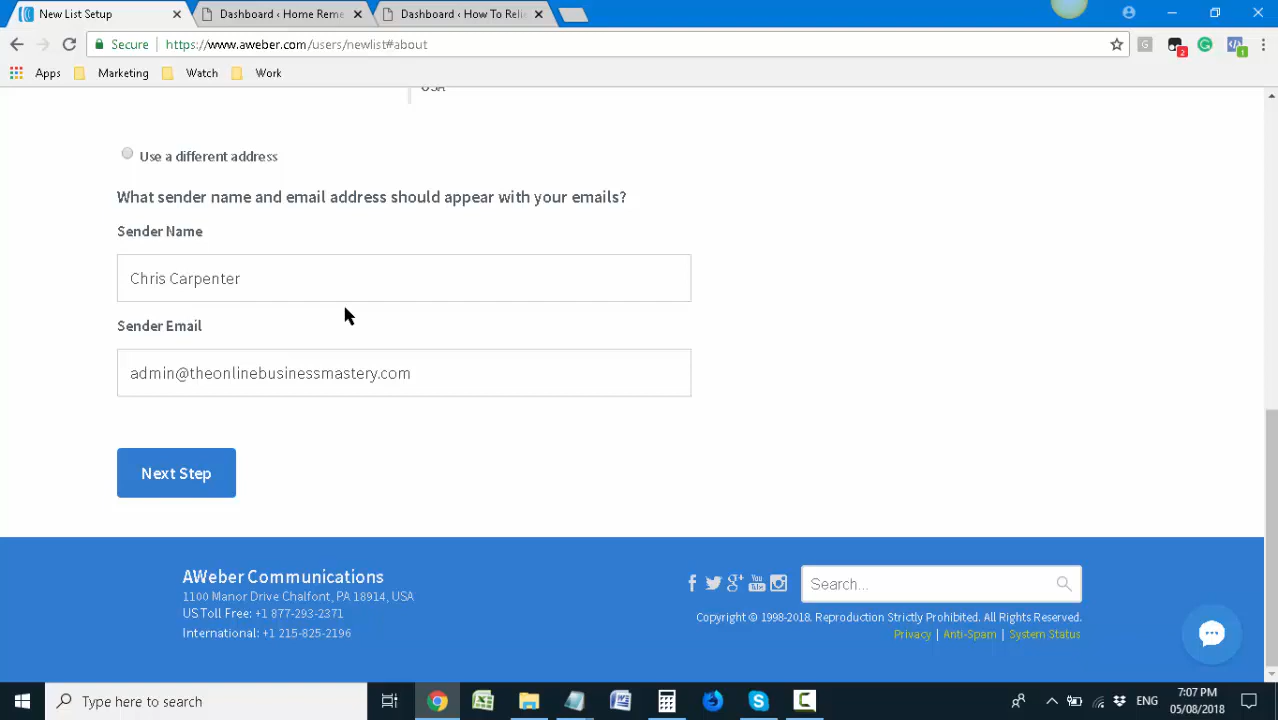 New List Setup
Dashboard ‹ Home Reme
Dashboard ‹ How To Reli
Secure
https://www.aweber.com/users/newlist#about
Apps
Marketing
Watch
Work
USA
Use a different address
What sender name and email address should appear with your emails?
Sender Name
Chris Carpenter
Sender Email
admin@theonlinebusinessmastery.com
Next Step
AWeber Communications
1100 Manor Drive Chalfont, PA 18914, USA
US Toll Free: +1 877-293-2371
International: +1 215-825-2196
Search...
Copyright © 1998-2018. Reproduction Strictly Prohibited. All Rights Reserved.
Privacy | Anti-Spam | System Status
Type here to search
ENG
7:07 PM
05/08/2018